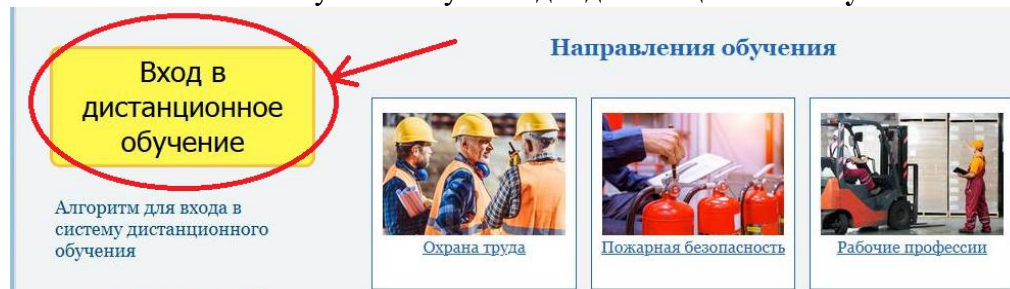 Направления обучения
Вход в
дистанционное
обучение
Алгоритм для входа в
систему дистанционного
обучения
Охрана труда
Пожарная безопасность
Рабочие профессии